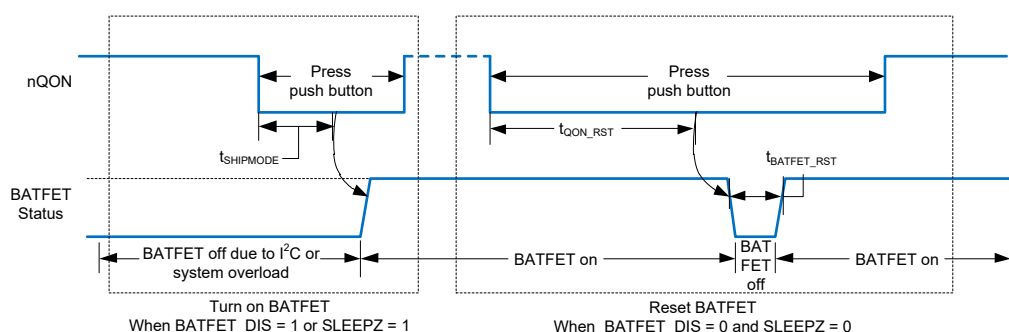 nQON
Press
push button
Press
push button
tSHIPMODE
tQON_RST
tBATFET_RST
BATFET
Status
BATFET off due to I²C or
system overload
BATFET on
BAT
FET
off
BATFET on
Turn on BATFET
When BATFET_DIS = 1 or SLEEPZ = 1
Reset BATFET
When BATFET_DIS = 0 and SLEEPZ = 0